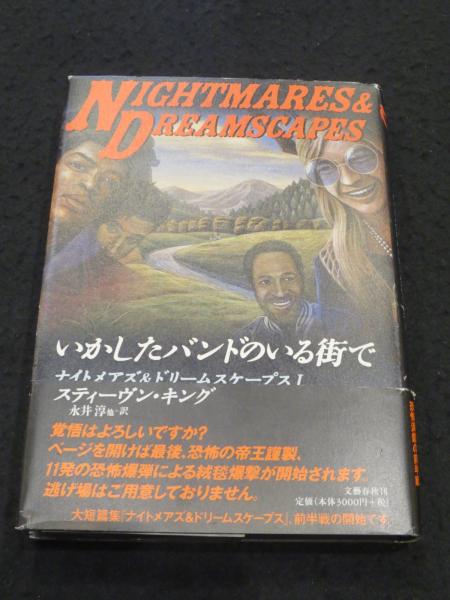 NIGHTMARES &
DREAMSCAPES
いかしたバンドのいる街で
ナイトメアズ&ドリームスケープス I
スティーヴン・キング
永井淳他・訳
覚悟はよろしいですか?
ページを開けば最後、恐怖の帝王謹製、
11発の恐怖爆弾による絨毯爆撃が開始されます。
逃げ場はご用意しておりません。
文藝春秋刊
定価(本体3000円+税)
大短篇集『ナイトメアズ&ドリームスケープス』、前半戦の開始です。